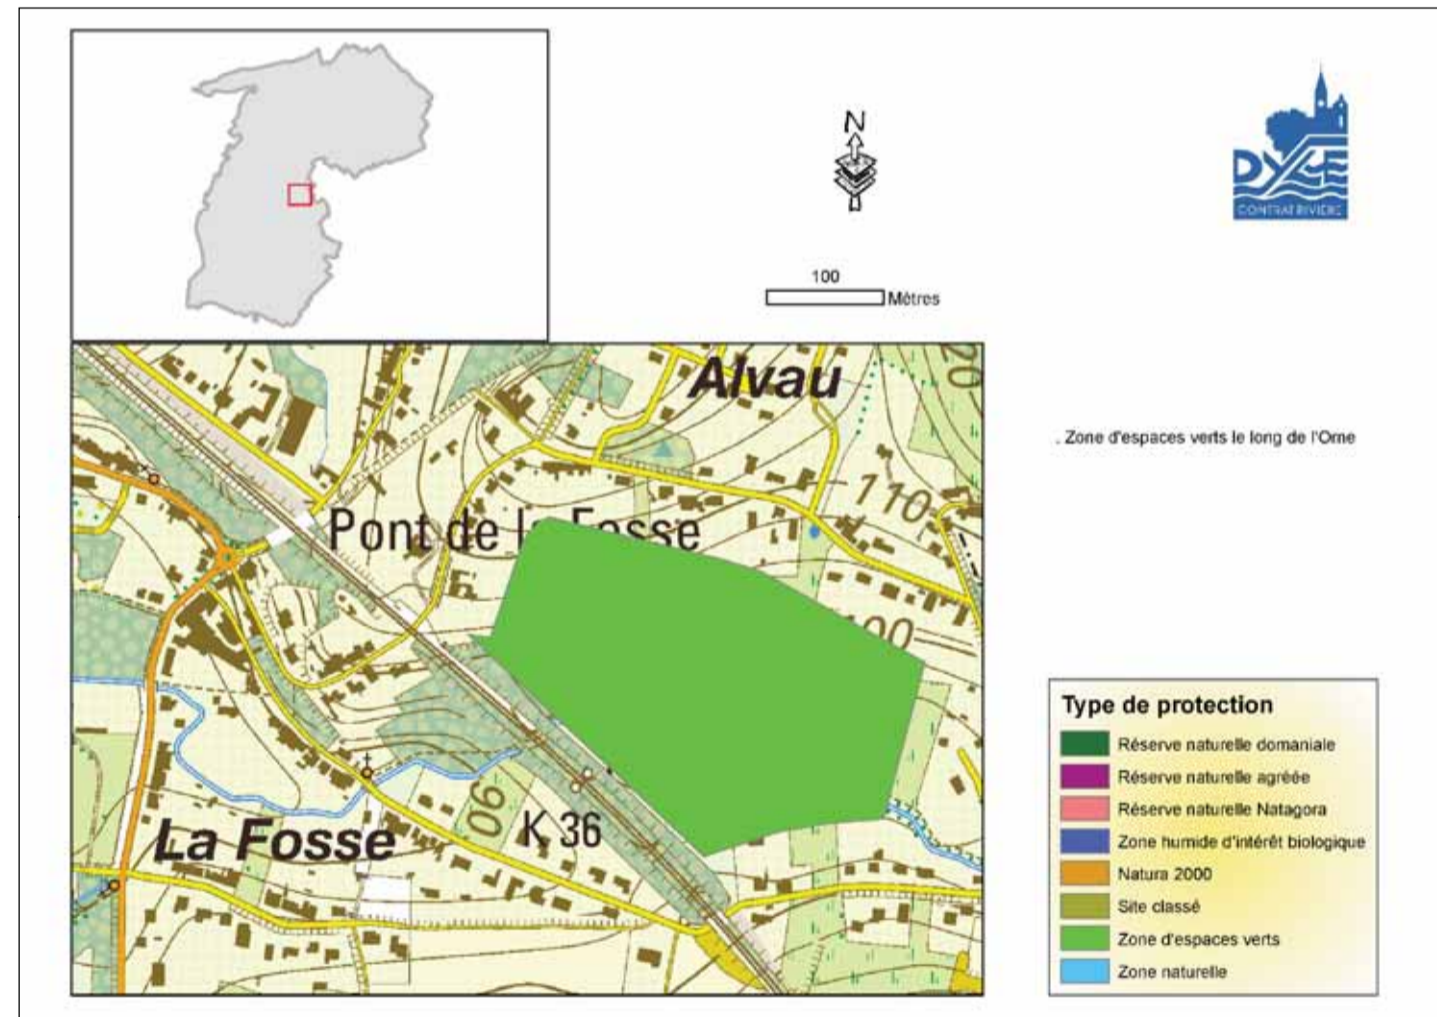 N
DYLE
CONTRAT RIVIÈRE
100
Mètres
Alvau
20
. Zone d'espaces verts le long de l'Orne
110
Pont de la Fosse
100
90
K 36
La Fosse
Type de protection
Réserve naturelle domaniale
Réserve naturelle agréée
Réserve naturelle Natagora
Zone humide d'intérêt biologique
Natura 2000
Site classé
Zone d'espaces verts
Zone naturelle